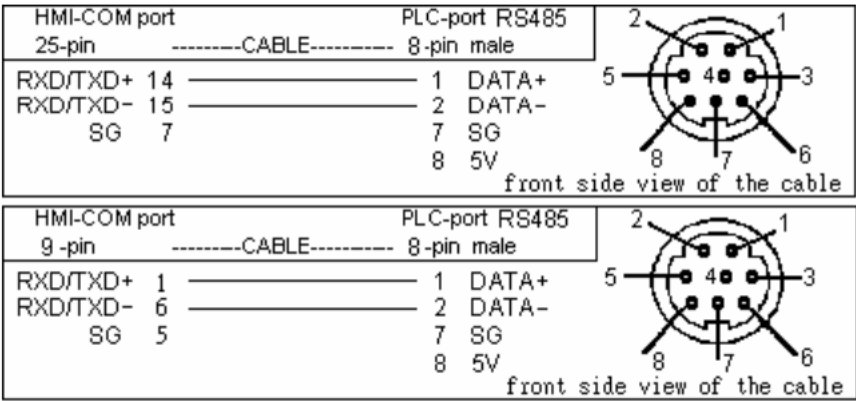 HMI-COM port PLC-port RS485
25-pin ---------CABLE---------- 8-pin male
RXD/TXD+ 14 1 DATA+
RXD/TXD- 15 2 DATA-
SG 7 7 SG
8 5V
2 1
5 4 3
8 7 6
front side view of the cable
HMI-COM port PLC-port RS485
9-pin ---------CABLE---------- 8-pin male
RXD/TXD+ 1 1 DATA+
RXD/TXD- 6 2 DATA-
SG 5 7 SG
8 5V
2 1
5 4 3
8 7 6
front side view of the cable